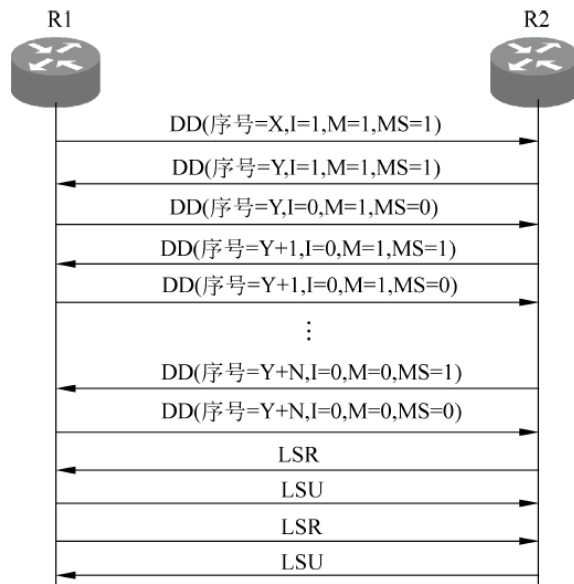 R1 R2
DD(序号=X,I=1,M=1,MS=1)
DD(序号=Y,I=1,M=1,MS=1)
DD(序号=Y,I=0,M=1,MS=0)
DD(序号=Y+1,I=0,M=1,MS=1)
DD(序号=Y+1,I=0,M=1,MS=0)
⋮
DD(序号=Y+N,I=0,M=0,MS=1)
DD(序号=Y+N,I=0,M=0,MS=0)
LSR
LSU
LSR
LSU